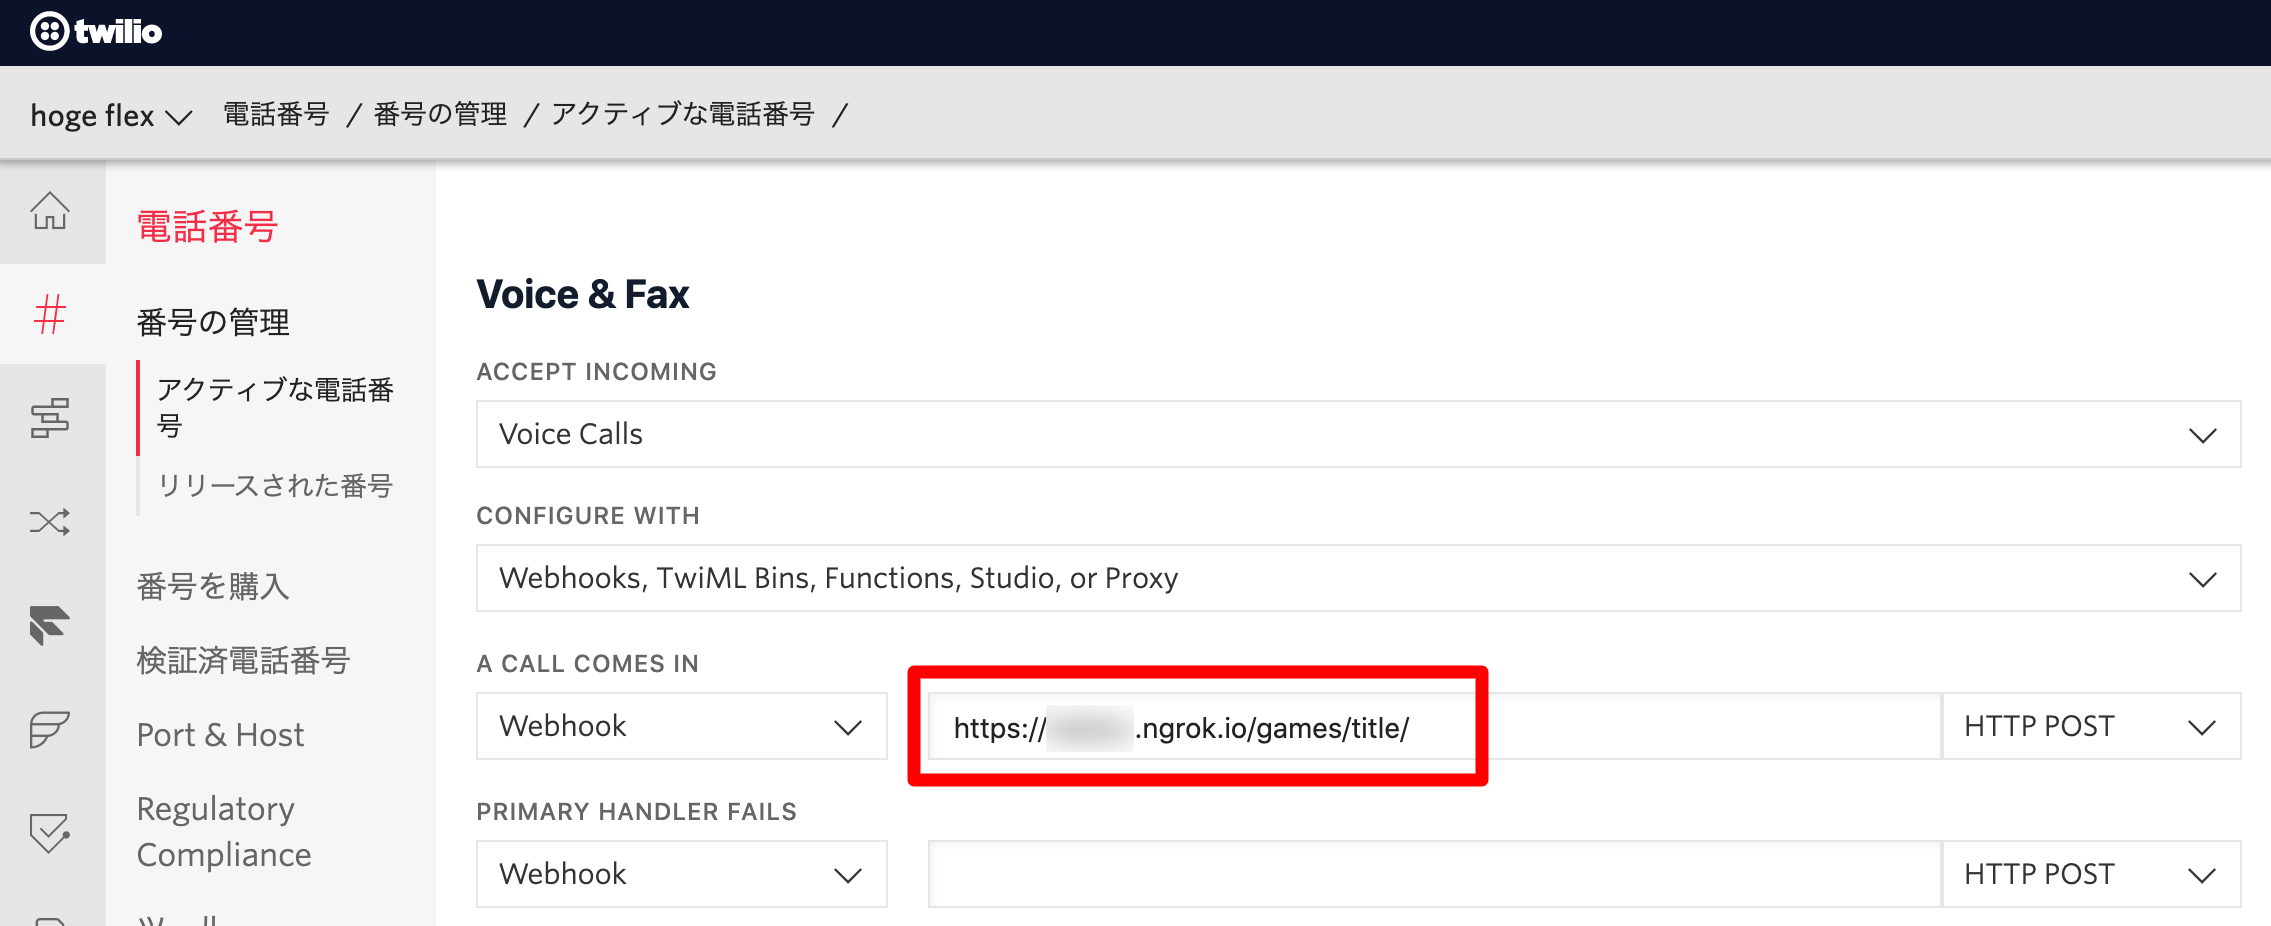 twilio
hoge flex 電話番号 / 番号の管理 / アクティブな電話番号 /
電話番号
番号の管理
アクティブな電話番
号
リリースされた番号
番号を購入
検証済電話番号
Port & Host
Regulatory
Compliance
Voice & Fax
ACCEPT INCOMING
Voice Calls
CONFIGURE WITH
Webhooks, TwiML Bins, Functions, Studio, or Proxy
A CALL COMES IN
Webhook https:// .ngrok.io/games/title/ HTTP POST
PRIMARY HANDLER FAILS
Webhook HTTP POST